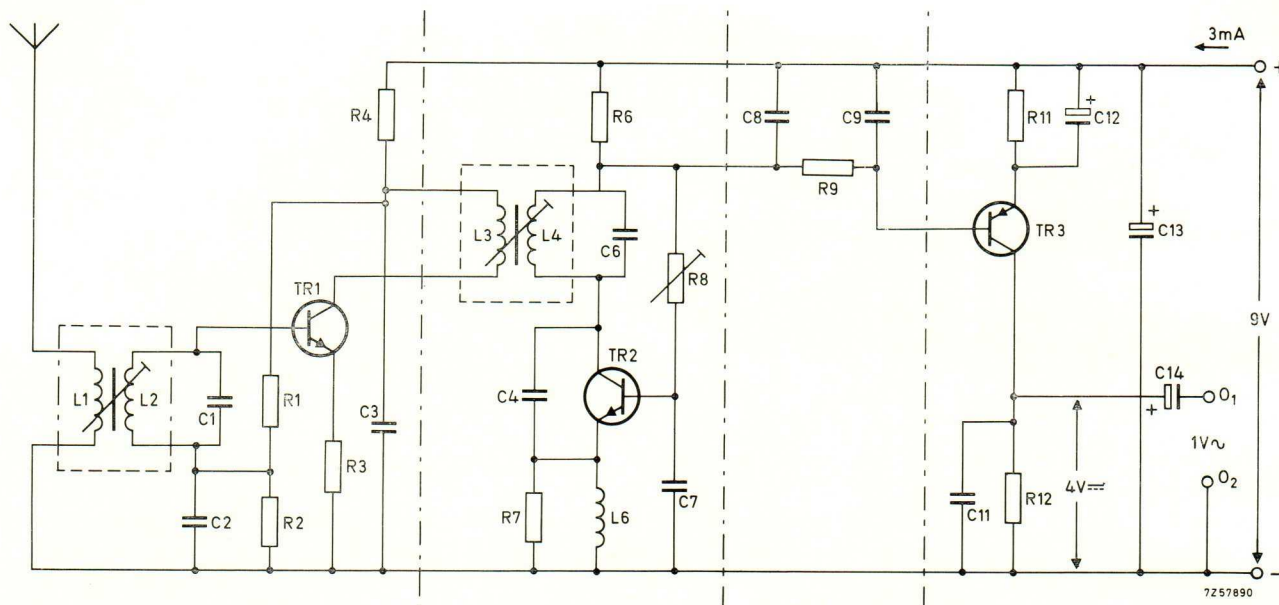 3mA
+
R4
R6
C8
C9
R11
+
C12
R9
L3
L4
C6
R8
TR3
+
C13
TR1
TR2
9V
L1
L2
C1
R1
C3
C4
C14
+
O1
1V~
R3
R7
L6
C7
C11
R12
4V⎓
O2
C2
R2
−
7Z57890